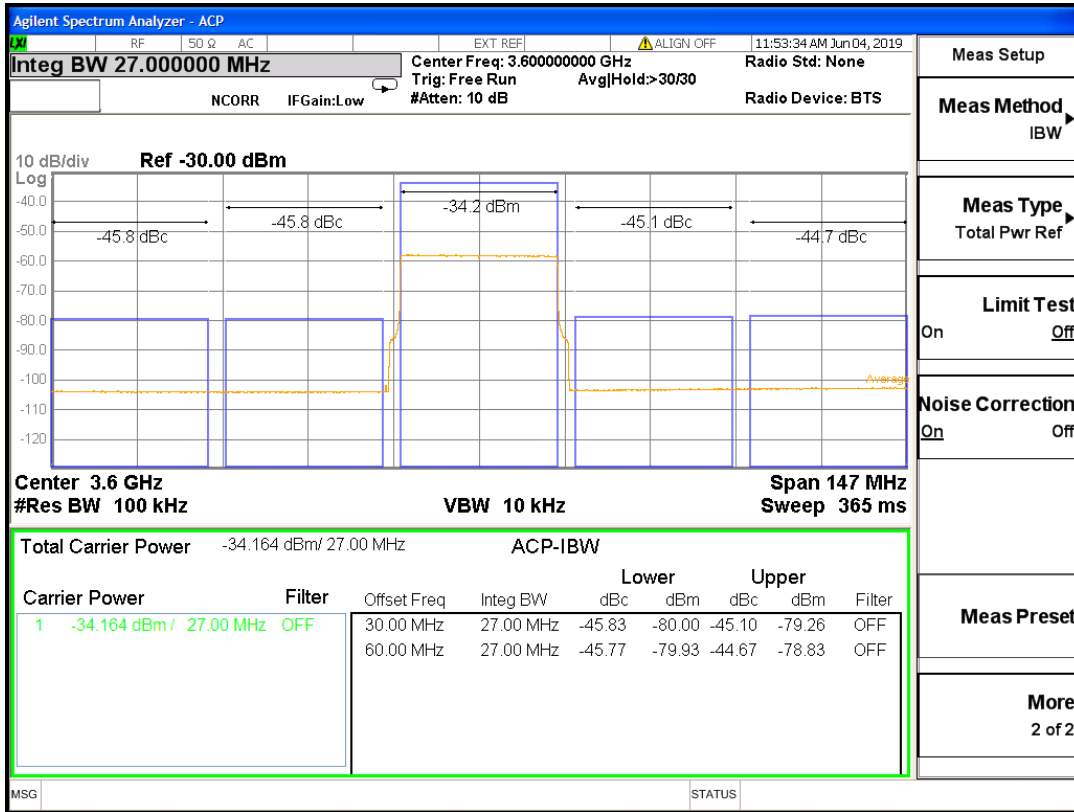 Agilent Spectrum Analyzer - ACP
LXI RF 50 Ω AC EXT REF ALIGN OFF 11:53:34 AM Jun 04, 2019
Integ BW 27.000000 MHz
Center Freq: 3.600000000 GHz
Radio Std: None
Trig: Free Run Avg|Hold:>30/30
NCORR IFGain:Low #Atten: 10 dB Radio Device: BTS
10 dB/div Ref -30.00 dBm
Log
-40.0
-50.0
-60.0
-70.0
-80.0
-90.0
-100
-110
-120
-45.8 dBc
-45.8 dBc
-34.2 dBm
-45.1 dBc
-44.7 dBc
Average
Center 3.6 GHz Span 147 MHz
#Res BW 100 kHz VBW 10 kHz Sweep 365 ms
Total Carrier Power -34.164 dBm/ 27.00 MHz ACP-IBW
Lower Upper
Carrier Power Filter
Offset Freq Integ BW dBc dBm dBc dBm Filter
1 -34.164 dBm / 27.00 MHz OFF
30.00 MHz 27.00 MHz -45.83 -80.00 -45.10 -79.26 OFF
60.00 MHz 27.00 MHz -45.77 -79.93 -44.67 -78.83 OFF
MSG STATUS
Meas Setup
Meas Method
IBW
Meas Type
Total Pwr Ref
Limit Test
On Off
Noise Correction
On Off
Meas Preset
More
2 of 2